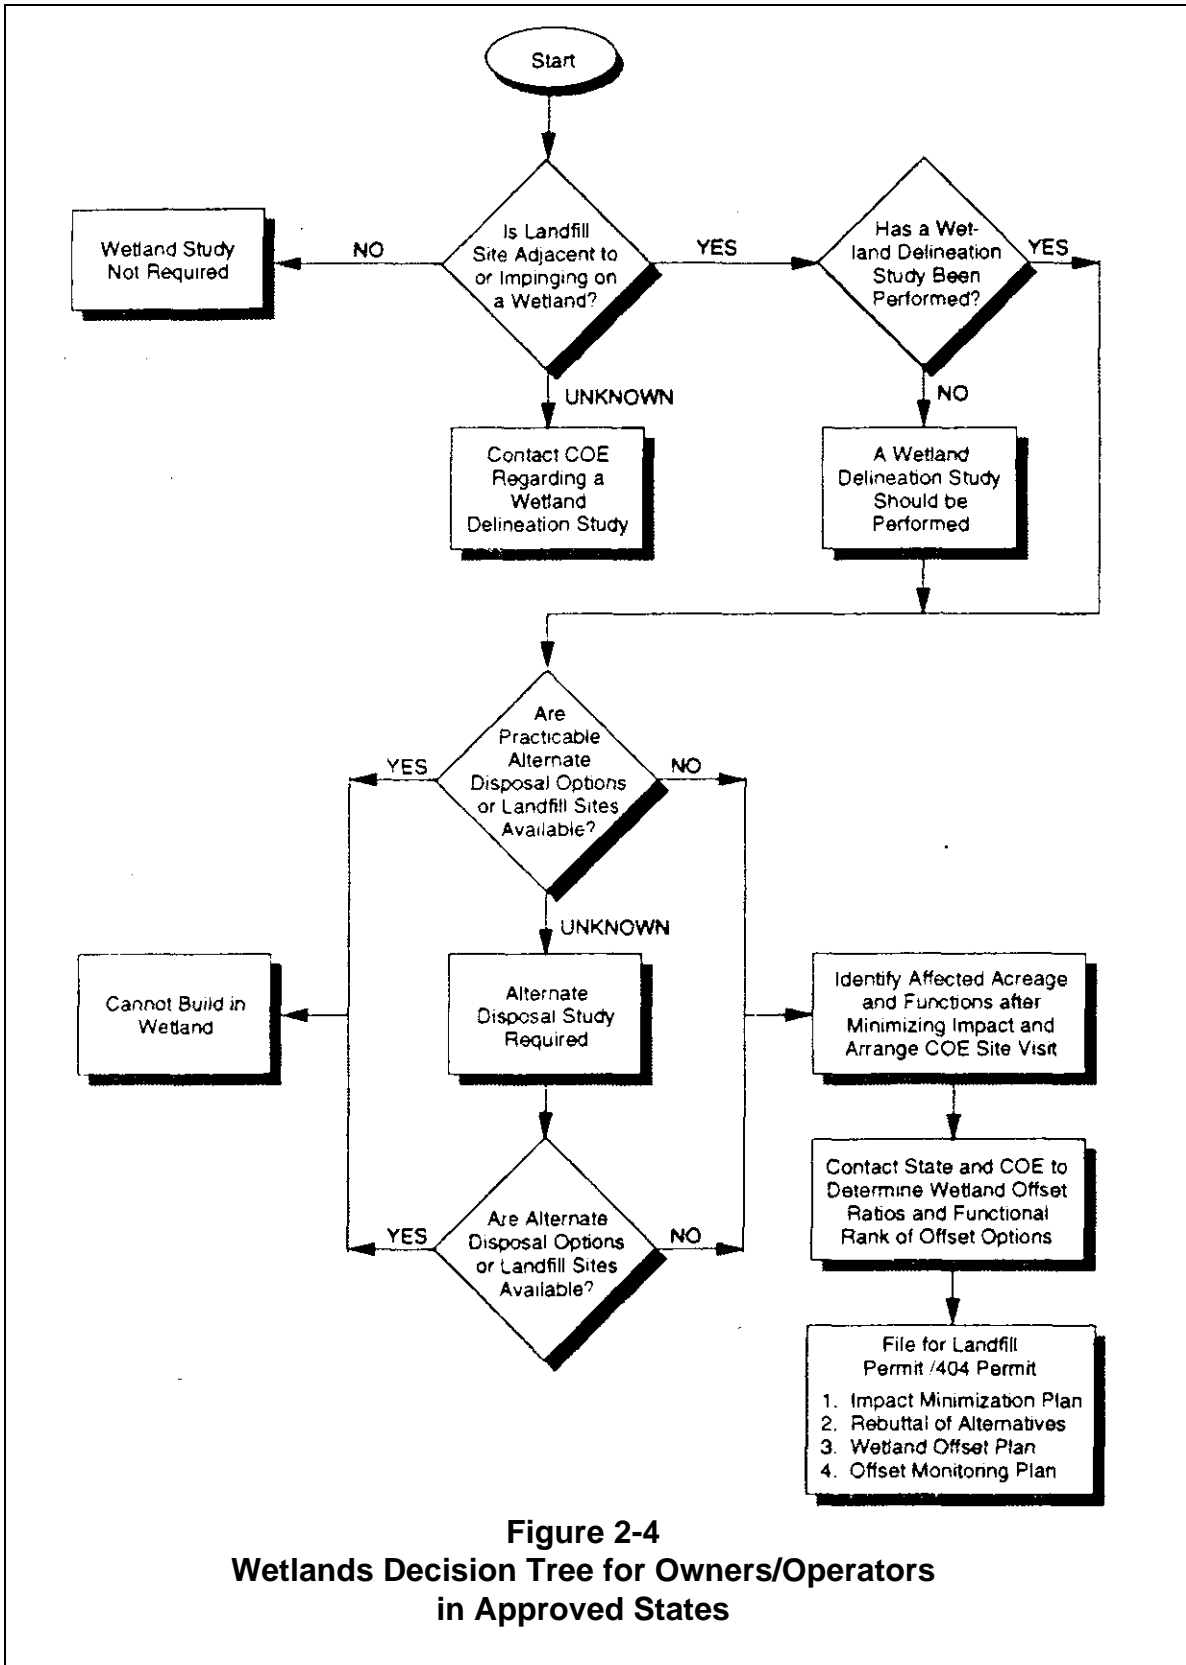 Start
Is Landfill
Site Adjacent to
or Impinging on
a Wetland?
NO
Wetland Study
Not Required
YES
Has a Wet-
land Delineation
Study Been
Performed?
YES
UNKNOWN
Contact COE
Regarding a
Wetland
Delineation Study
NO
A Wetland
Delineation Study
Should be
Performed
Are
Practicable
Alternate
Disposal Options
or Landfill Sites
Available?
YES
NO
UNKNOWN
Cannot Build in
Wetland
Alternate
Disposal Study
Required
Identify Affected Acreage
and Functions after
Minimizing Impact and
Arrange COE Site Visit
Are Alternate
Disposal Options
or Landfill Sites
Available?
YES
NO
Contact State and COE to
Determine Wetland Offset
Ratios and Functional
Rank of Offset Options
File for Landfill
Permit /404 Permit
1. Impact Minimization Plan
2. Rebuttal of Alternatives
3. Wetland Offset Plan
4. Offset Monitoring Plan
Figure 2-4
Wetlands Decision Tree for Owners/Operators
in Approved States